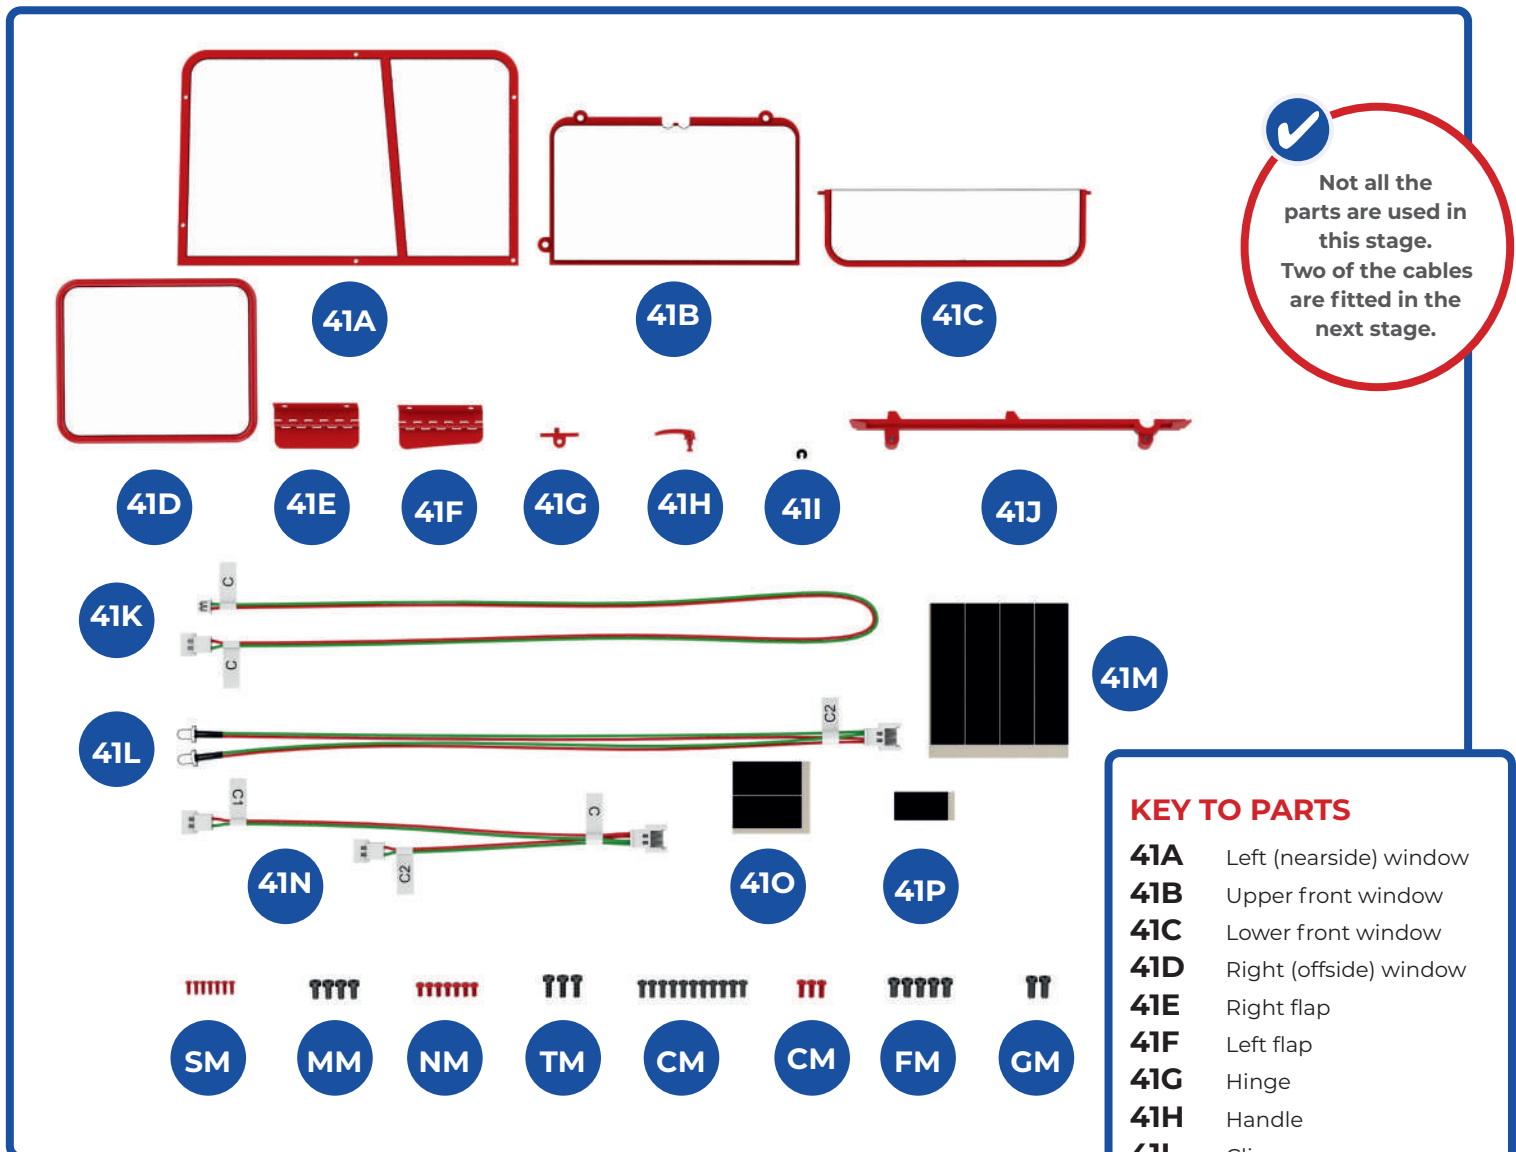 Not all the
parts are used in
this stage.
Two of the cables
are fitted in the
next stage.
41A
41B
41C
41D
41E
41F
41G
41H
41I
41J
41K
C
C
41L
C2
41M
41N
C1
C2
C
41O
41P
SM
MM
NM
TM
CM
CM
FM
GM
KEY TO PARTS
41A Left (nearside) window
41B Upper front window
41C Lower front window
41D Right (offside) window
41E Right flap
41F Left flap
41G Hinge
41H Handle